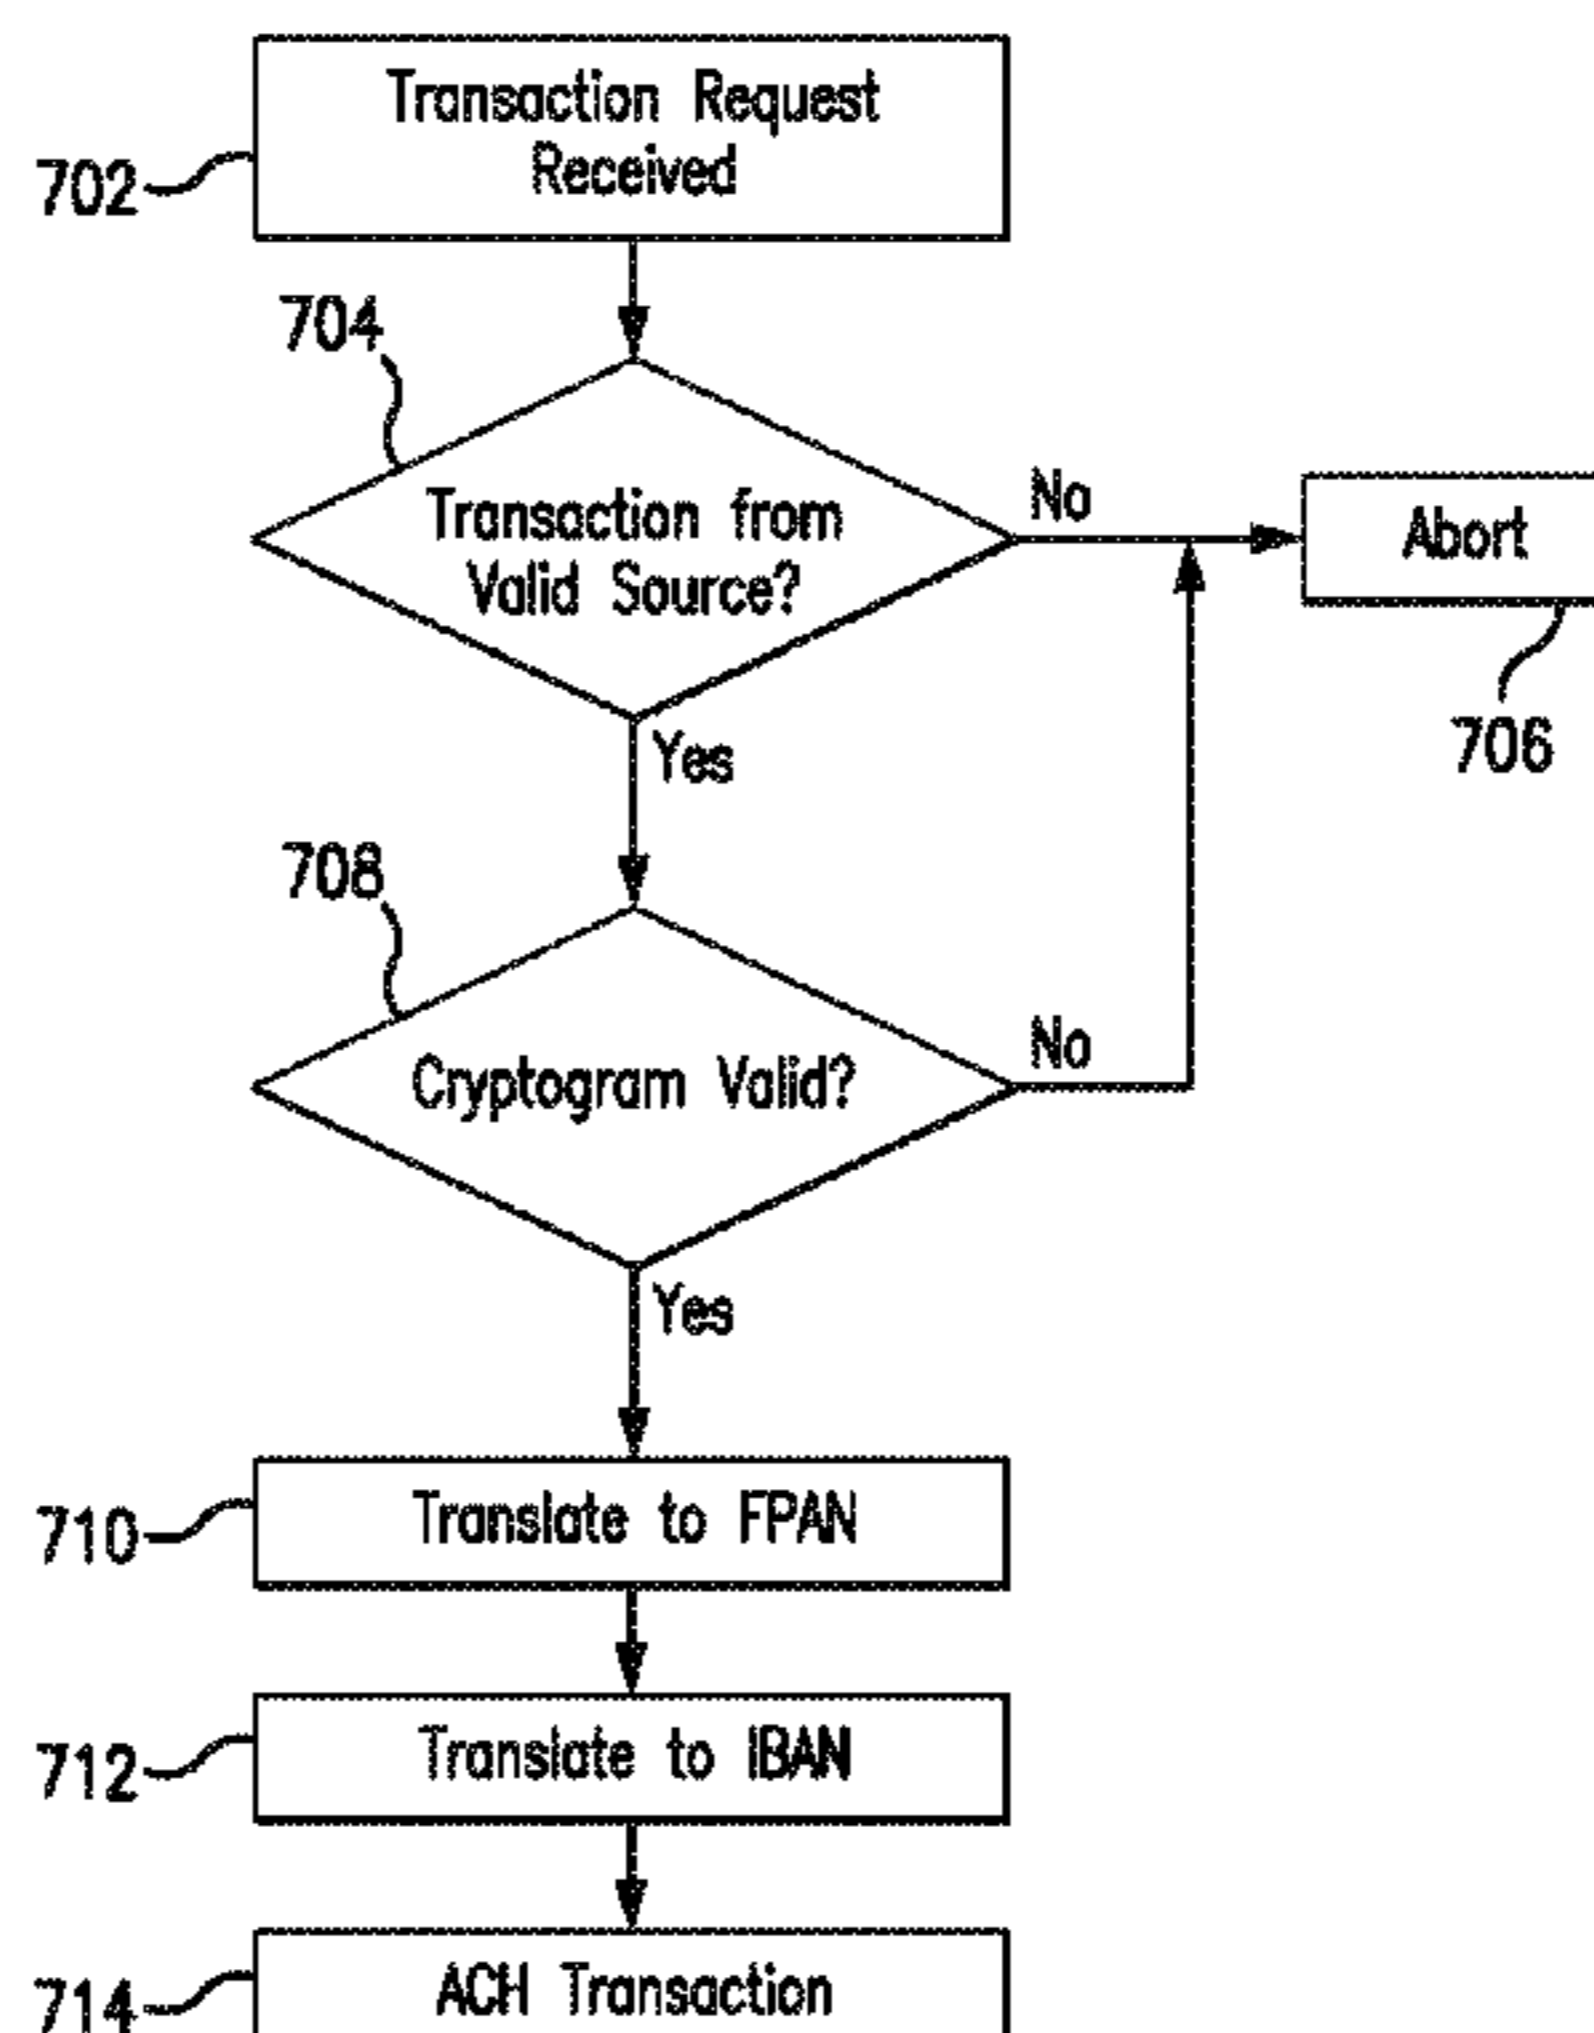 Transaction Request
Received
702
704
Transaction from
Valid Source?
No
Abort
706
Yes
708
Cryptogram Valid?
No
Yes
710
Translate to FPAN
712
Translate to IBAN
714
ACH Transaction